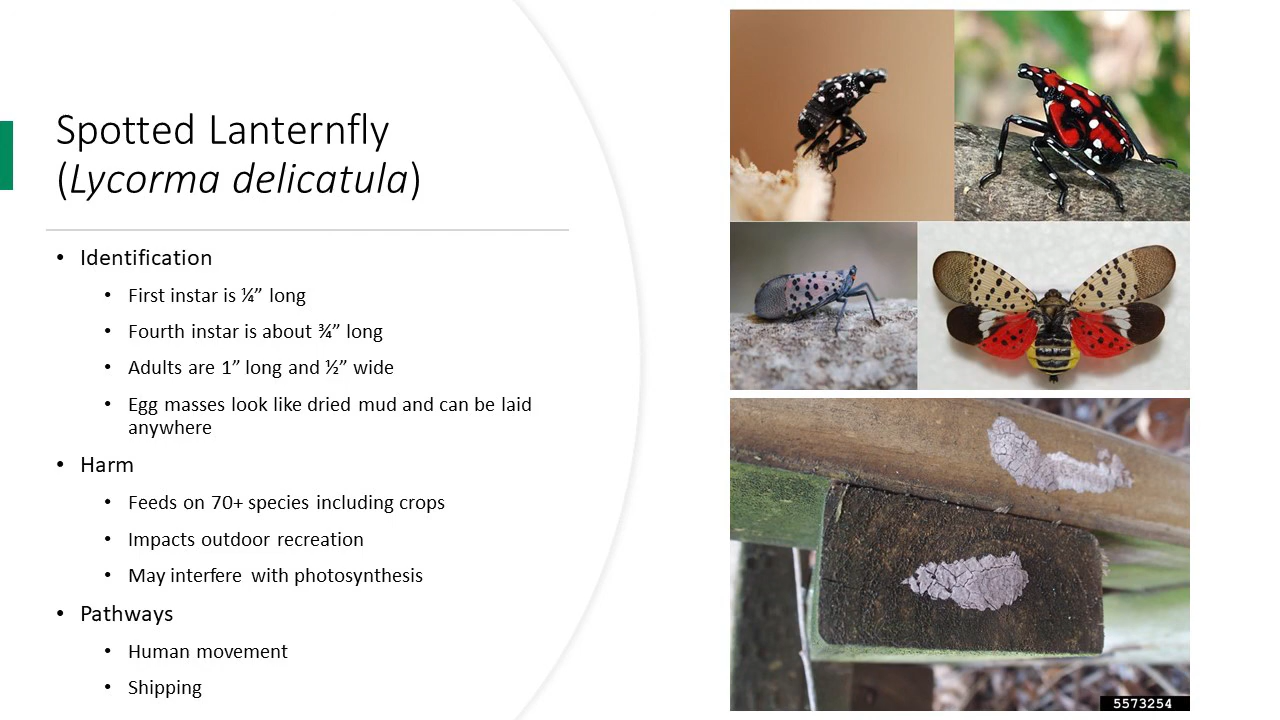 Spotted Lanternfly
(Lycorma delicatula)
• Identification
• First instar is ¼” long
• Fourth instar is about ¾” long
• Adults are 1” long and ½” wide
• Egg masses look like dried mud and can be laid
anywhere
• Harm
• Feeds on 70+ species including crops
• Impacts outdoor recreation
• May interfere with photosynthesis
• Pathways
• Human movement
• Shipping
5573254